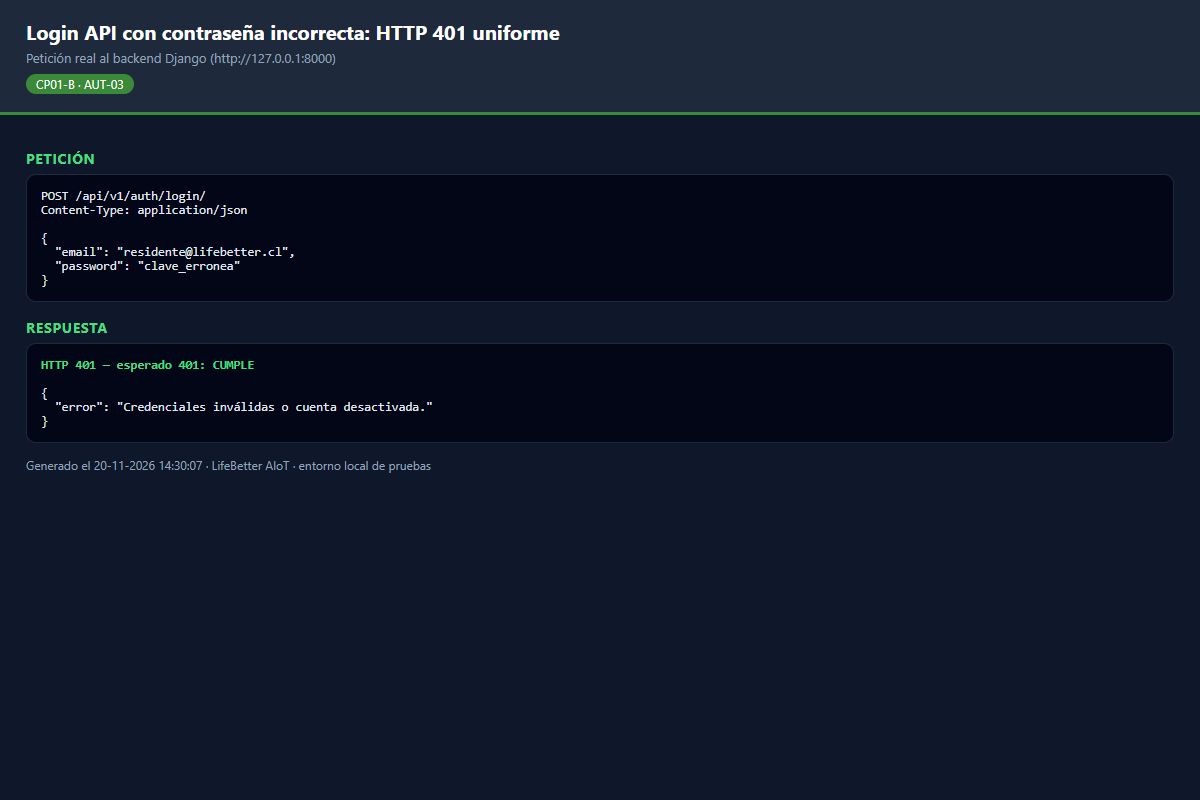 Login API con contraseña incorrecta: HTTP 401 uniforme
Petición real al backend Django (http://127.0.0.1:8000)
CP01-B · AUT-03
PETICIÓN
POST /api/v1/auth/login/
Content-Type: application/json
{
  "email": "residente@lifebetter.cl",
  "password": "clave_erronea"
}
RESPUESTA
HTTP 401 — esperado 401: CUMPLE
{
  "error": "Credenciales inválidas o cuenta desactivada."
}
Generado el 20-11-2026 14:30:07 · LifeBetter AIoT · entorno local de pruebas